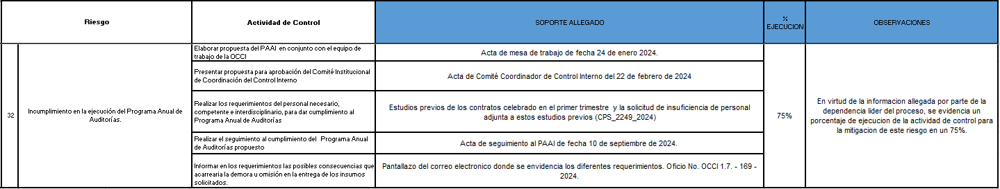 Riesgo
Actividad de Control
SOPORTE ALLEGADO
%
EJECUCION
OBSERVACIONES
32
Incumplimiento en la ejecución del Programa Anual de
Auditorías.
Elaborar propuesta del PAAI en conjunto con el equipo de
trabajo de la OCCI
Acta de mesa de trabajo de fecha 24 de enero 2024.
Presentar propuesta para aprobación del Comité Institucional
de Coordinación del Control Interno
Acta de Comité Coordinador de Control Interno del 22 de febrero de 2024
Realizar los requerimientos del personal necesario,
competente e interdisciplinario, para dar cumplimiento al
Programa Anual de Auditorías
Estudios previos de los contratos celebrado en el primer trimestre y la solicitud de insuficiencia de personal
adjunta a estos estudios previos (CPS_2249_2024)
Realizar el seguimiento al cumplimiento del Programa Anual
de Auditorías propuesto
Acta de seguimiento al PAAI de fecha 10 de septiembre de 2024.
Informar en los requerimientos las posibles consecuencias que
acarrearia la demora u omisión en la entrega de los insumos
solicitados.
Pantallazo del correo electronico donde se envidencia los diferentes requerimientos. Oficio No. OCCI 1.7. - 169 -
2024.
75%
En virtud de la informacion allegada por parte de la
dependencia lider del proceso, se evidencia un
porcentaje de ejecucion de la actividad de control para
la mitigacion de este riesgo en un 75%.